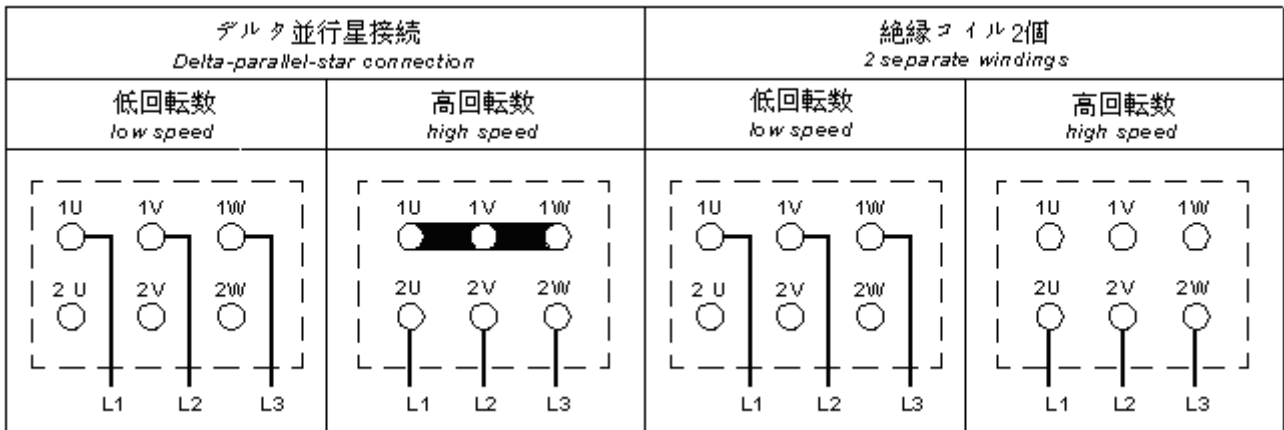 デルタ並行星接続
Delta-parallel-star connection
絶縁コイル2個
2 separate windings
低回転数
low speed
高回転数
high speed
低回転数
low speed
高回転数
high speed
1U 1V 1W
2 U 2V 2W
L1 L2 L3
1U 1V 1W
2U 2V 2W
L1 L2 L3
1U 1V 1W
2 U 2V 2W
L1 L2 L3
1U 1V 1W
2U 2V 2W
L1 L2 L3